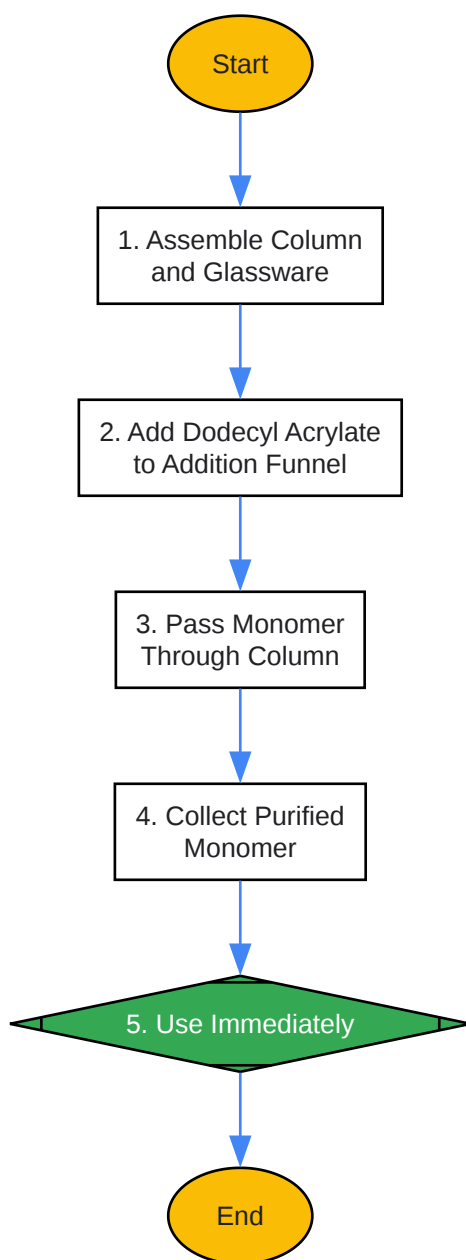 Start
1. Assemble Column
and Glassware
2. Add Dodecyl Acrylate
to Addition Funnel
3. Pass Monomer
Through Column
4. Collect Purified
Monomer
5. Use Immediately
End